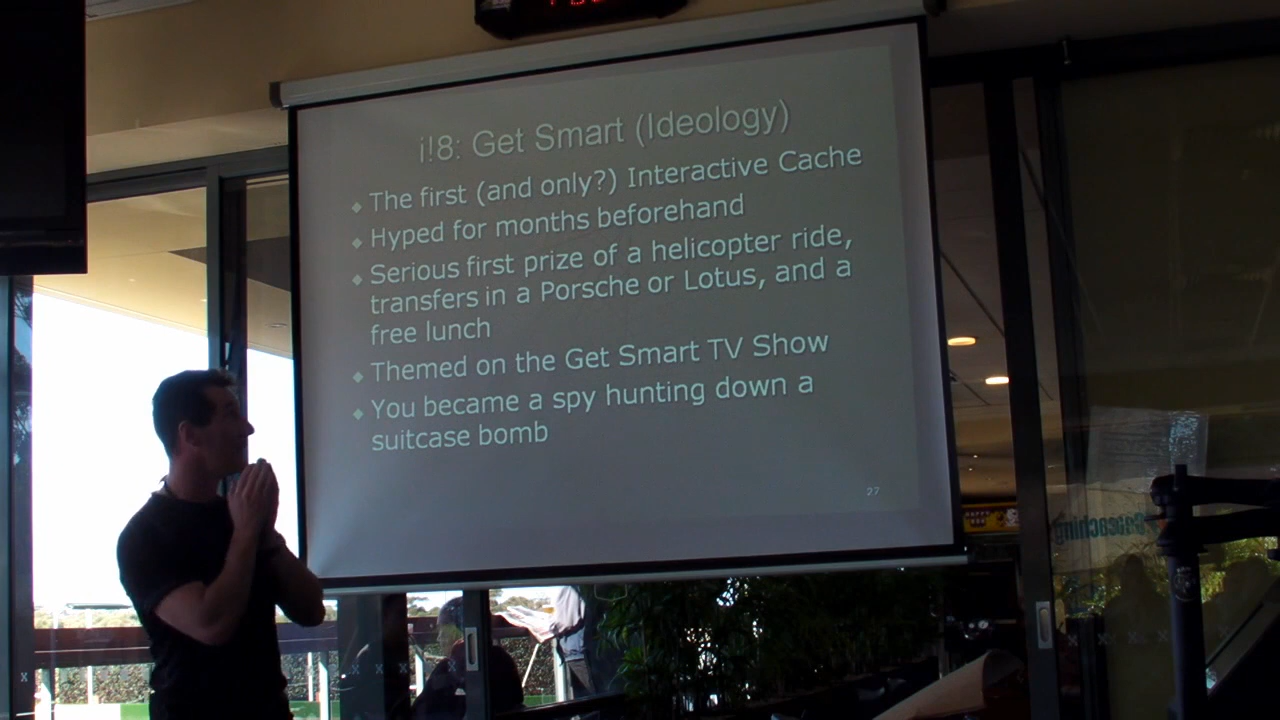 i!8: Get Smart (Ideology)
The first (and only?) Interactive Cache
Hyped for months beforehand
Serious first prize of a helicopter ride,
transfers in a Porsche or Lotus, and a
free lunch
Themed on the Get Smart TV Show
You became a spy hunting down a
suitcase bomb
27
Geocaching